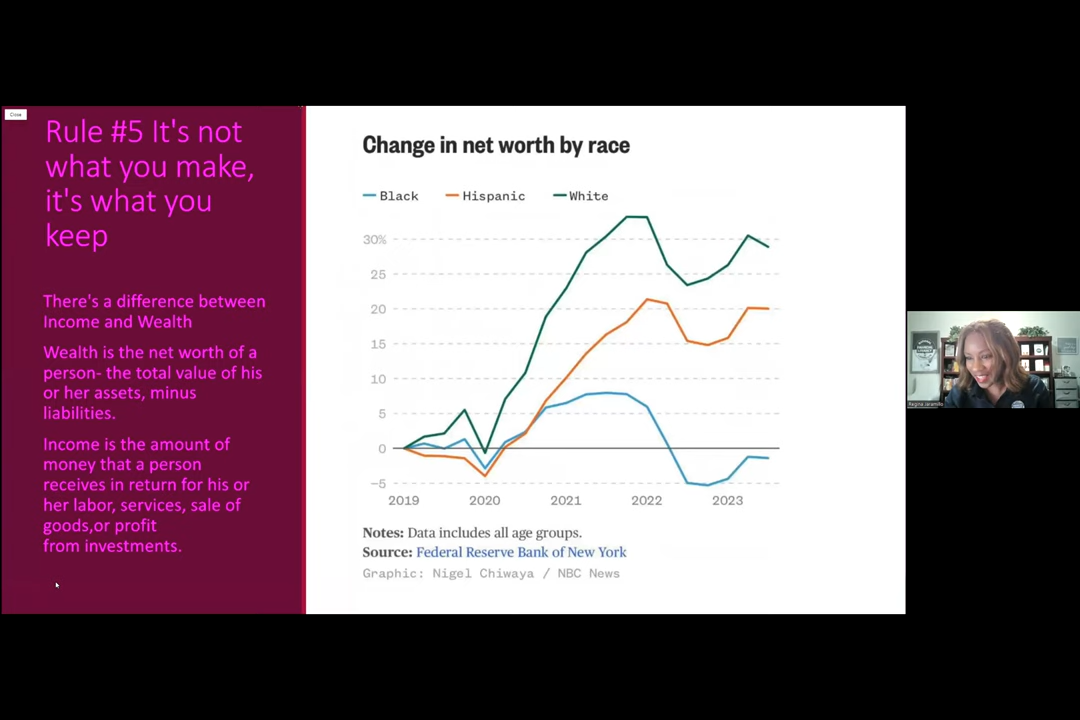 Close
Rule #5 It's not
what you make,
it's what you
keep
There's a difference between
Income and Wealth
Wealth is the net worth of a
person- the total value of his
or her assets, minus
liabilities.
Income is the amount of
money that a person
receives in return for his or
her labor, services, sale of
goods,or profit
from investments.
Change in net worth by race
Black Hispanic White
30%
25
20
15
10
5
0
−5
2019 2020 2021 2022 2023
Notes: Data includes all age groups.
Source: Federal Reserve Bank of New York
Graphic: Nigel Chiwaya / NBC News
Regina Jaramillo